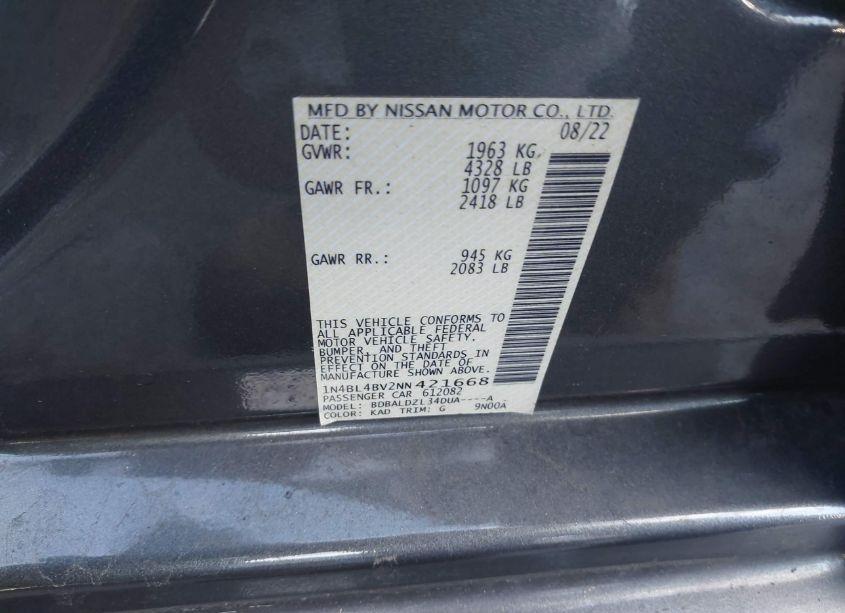 MFD BY NISSAN MOTOR CO., LTD.
DATE: 08/22
GVWR: 1963 KG
4328 LB
GAWR FR.: 1097 KG
2418 LB
GAWR RR.: 945 KG
2083 LB
THIS VEHICLE CONFORMS TO
ALL APPLICABLE FEDERAL
MOTOR VEHICLE SAFETY,
BUMPER, AND THEFT
PREVENTION STANDARDS IN
EFFECT ON THE DATE OF
MANUFACTURE SHOWN ABOVE.
1N4BL4BV2NN421668
PASSENGER CAR 612082
MODEL: BDBALDZL34DUA----A
COLOR: KAD TRIM: G 9N00A